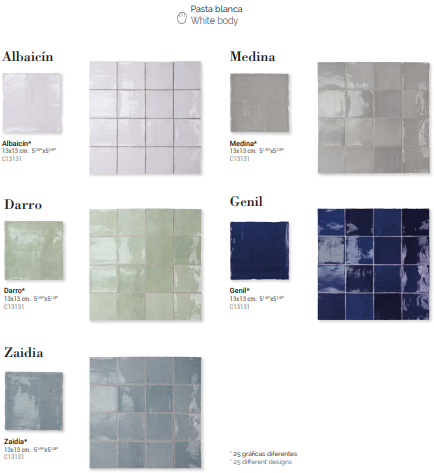 Pasta blanca
White body
Albaicín
Albaicín*
13x13 cm. 5¹/⁸"x5¹/⁸"
C13131
Medina
Medina*
13x13 cm. 5¹/⁸"x5¹/⁸"
C13131
Darro
Darro*
13x13 cm. 5¹/⁸"x5¹/⁸"
C13131
Genil
Genil*
13x13 cm. 5¹/⁸"x5¹/⁸"
C13131
Zaidia
Zaidia*
13x13 cm. 5¹/⁸"x5¹/⁸"
C13131
* 25 gráficas diferentes
* 25 different designs